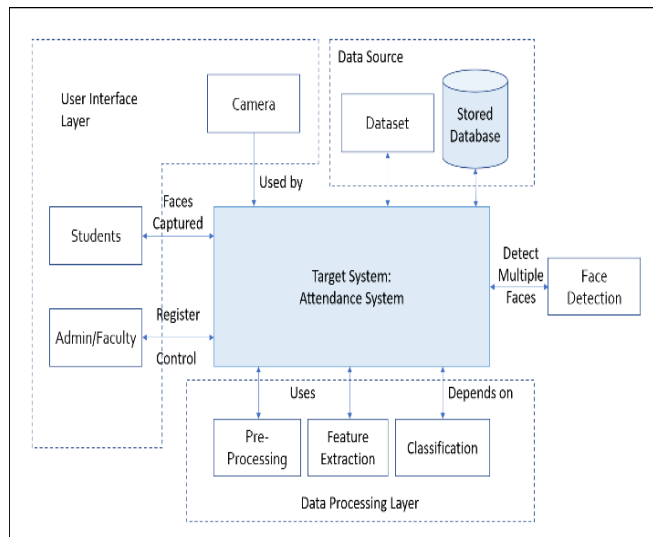 User Interface
Layer
Camera
Data Source
Dataset
Stored
Database
Used by
Faces
Captured
Students
Target System:
Attendance System
Detect
Multiple
Faces
Face
Detection
Admin/Faculty
Register
Control
Uses
Depends on
Pre-
Processing
Feature
Extraction
Classification
Data Processing Layer